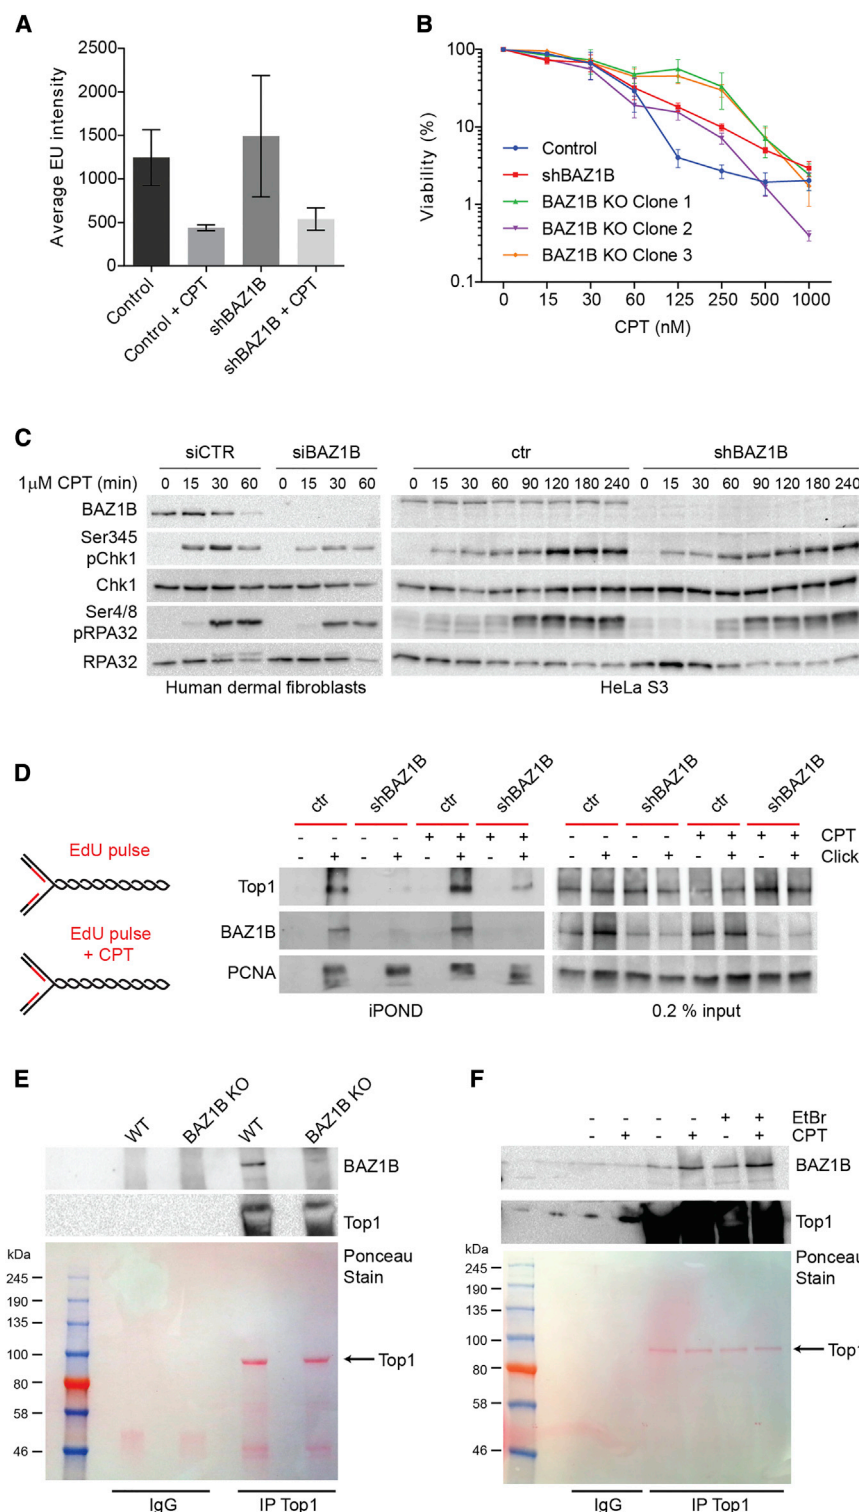 A
2500
2000
1500
1000
500
0
Average EU intensity
Control
Control + CPT
shBAZ1B
shBAZ1B + CPT
B
100
10
1
0.1
Viability (%)
Control
shBAZ1B
BAZ1B KO Clone 1
BAZ1B KO Clone 2
BAZ1B KO Clone 3
0 15 30 60 125 250 500 1000
CPT (nM)
C
siCTR siBAZ1B ctr shBAZ1B
1μM CPT (min) 0 15 30 60 0 15 30 60 0 15 30 60 90 120 180 240 0 15 30 60 90 120 180 240
BAZ1B
Ser345
pChk1
Chk1
Ser4/8
pRPA32
RPA32
Human dermal fibroblasts HeLa S3
D
EdU pulse
EdU pulse
+ CPT
ctr shBAZ1B ctr shBAZ1B ctr shBAZ1B ctr shBAZ1B
- - - - + + + + - - - - + + + + CPT
- + - + - + - + - + - + - + - + Click
Top1
BAZ1B
PCNA
iPOND 0.2 % input
E
WT BAZ1B KO WT BAZ1B KO
BAZ1B
Top1
kDa
245
190
135
100
80
58
46
Ponceau
Stain
Top1
IgG IP Top1
F
- - - - + + EtBr
- + - + - + CPT
BAZ1B
Top1
kDa
245
190
135
100
80
58
46
Ponceau
Stain
Top1
IgG IP Top1